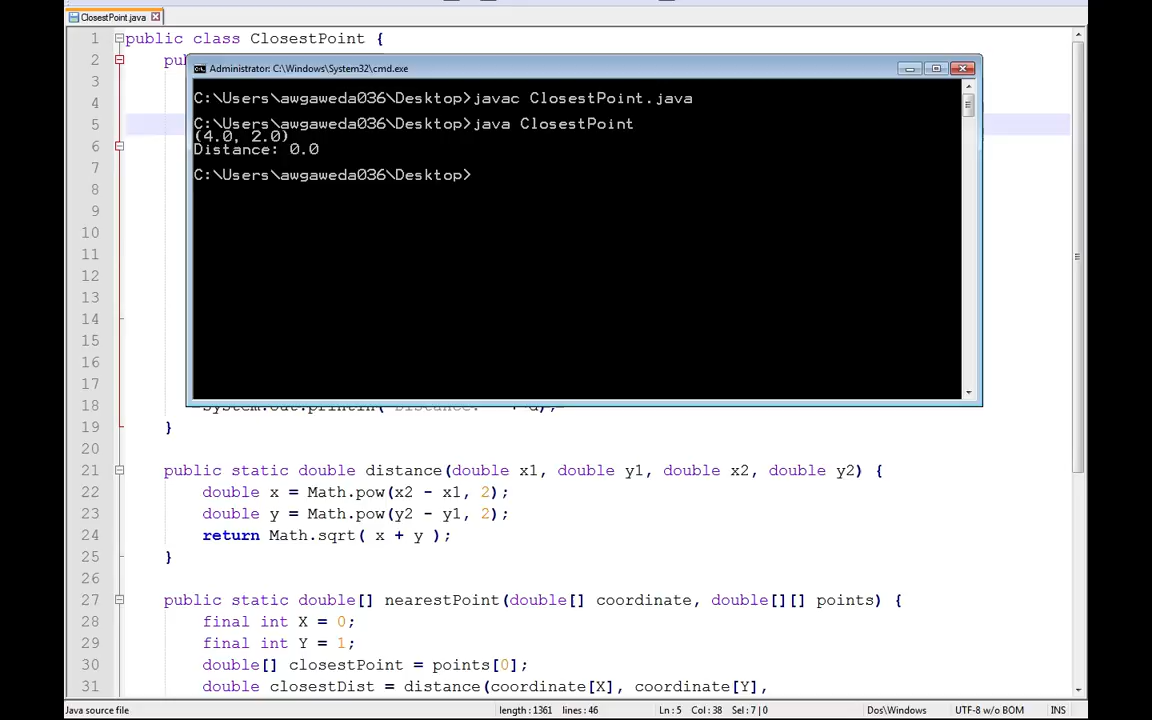 ClosestPoint.java
1 public class ClosestPoint {
2 pu
Administrator: C:\Windows\System32\cmd.exe
3
C:\Users\awgaweda036\Desktop>javac ClosestPoint.java
4
5
C:\Users\awgaweda036\Desktop>java ClosestPoint
(4.0, 2.0)
6
Distance: 0.0
7
C:\Users\awgaweda036\Desktop>
8
9
10
11
12
13
14
15
16
17
18 System.out.println("Distance: " + d);
19 }
20
21 public static double distance(double x1, double y1, double x2, double y2) {
22 double x = Math.pow(x2 - x1, 2);
23 double y = Math.pow(y2 - y1, 2);
24 return Math.sqrt( x + y );
25 }
26
27 public static double[] nearestPoint(double[] coordinate, double[][] points) {
28 final int X = 0;
29 final int Y = 1;
30 double[] closestPoint = points[0];
31 double closestDist = distance(coordinate[X], coordinate[Y],
Java source file length : 1361 lines : 46 Ln : 5 Col : 38 Sel : 7 | 0 Dos\Windows UTF-8 w/o BOM INS